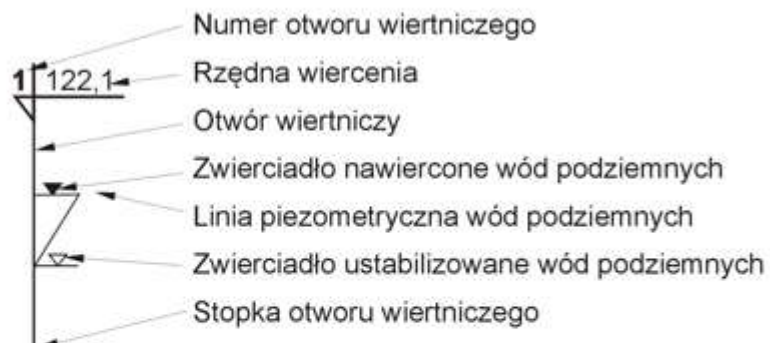 Numer otworu wiertniczego
1 122,1
Rzędna wiercenia
Otwór wiertniczy
Zwierciadło nawiercone wód podziemnych
Linia piezometryczna wód podziemnych
Zwierciadło ustabilizowane wód podziemnych
Stopka otworu wiertniczego